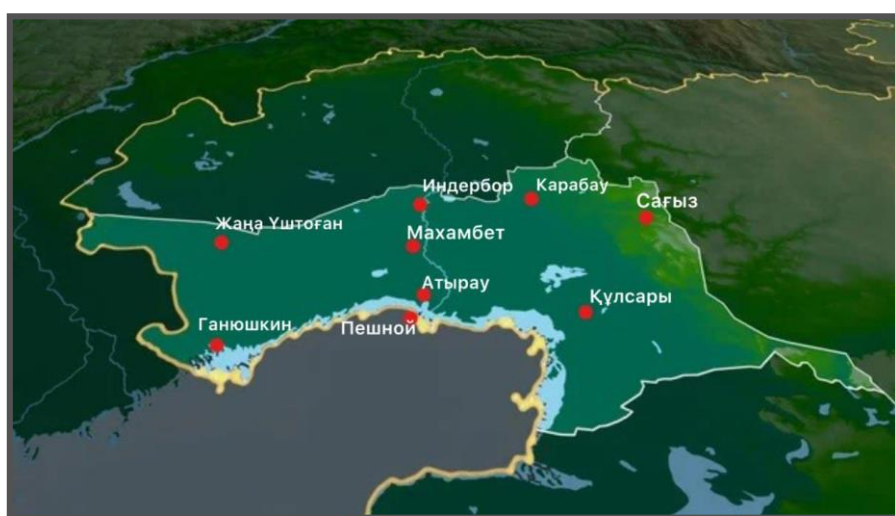 Индербор
Карабау
Сағыз
Жаңа Үштоған
Махамбет
Атырау
Құлсары
Ганюшкин
Пешной